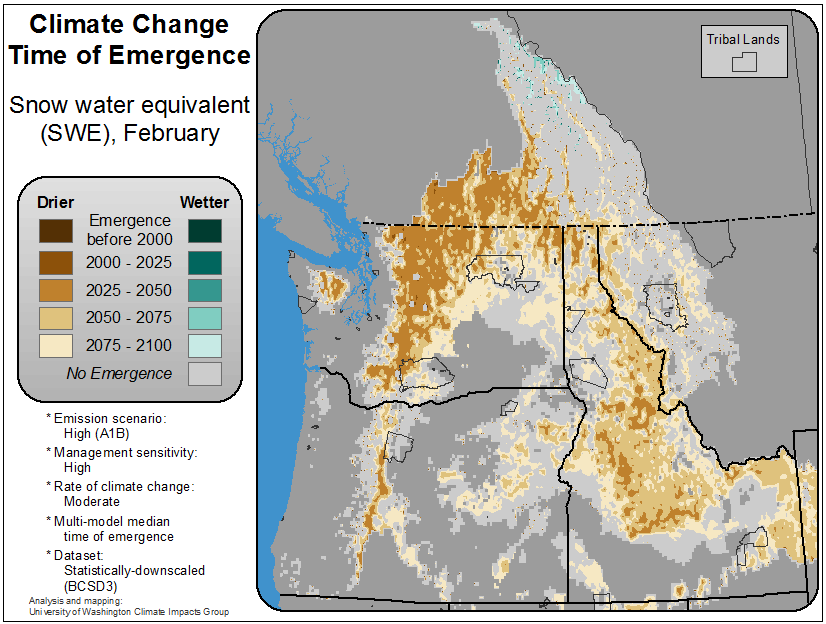 Climate Change
Time of Emergence
Snow water equivalent
(SWE), February
Drier
Wetter
Emergence
before 2000
2000 - 2025
2025 - 2050
2050 - 2075
2075 - 2100
No Emergence
* Emission scenario:
High (A1B)
* Management sensitivity:
High
* Rate of climate change:
Moderate
* Multi-model median
time of emergence
* Dataset:
Statistically-downscaled
(BCSD3)
Analysis and mapping:
University of Washington Climate Impacts Group
Tribal Lands